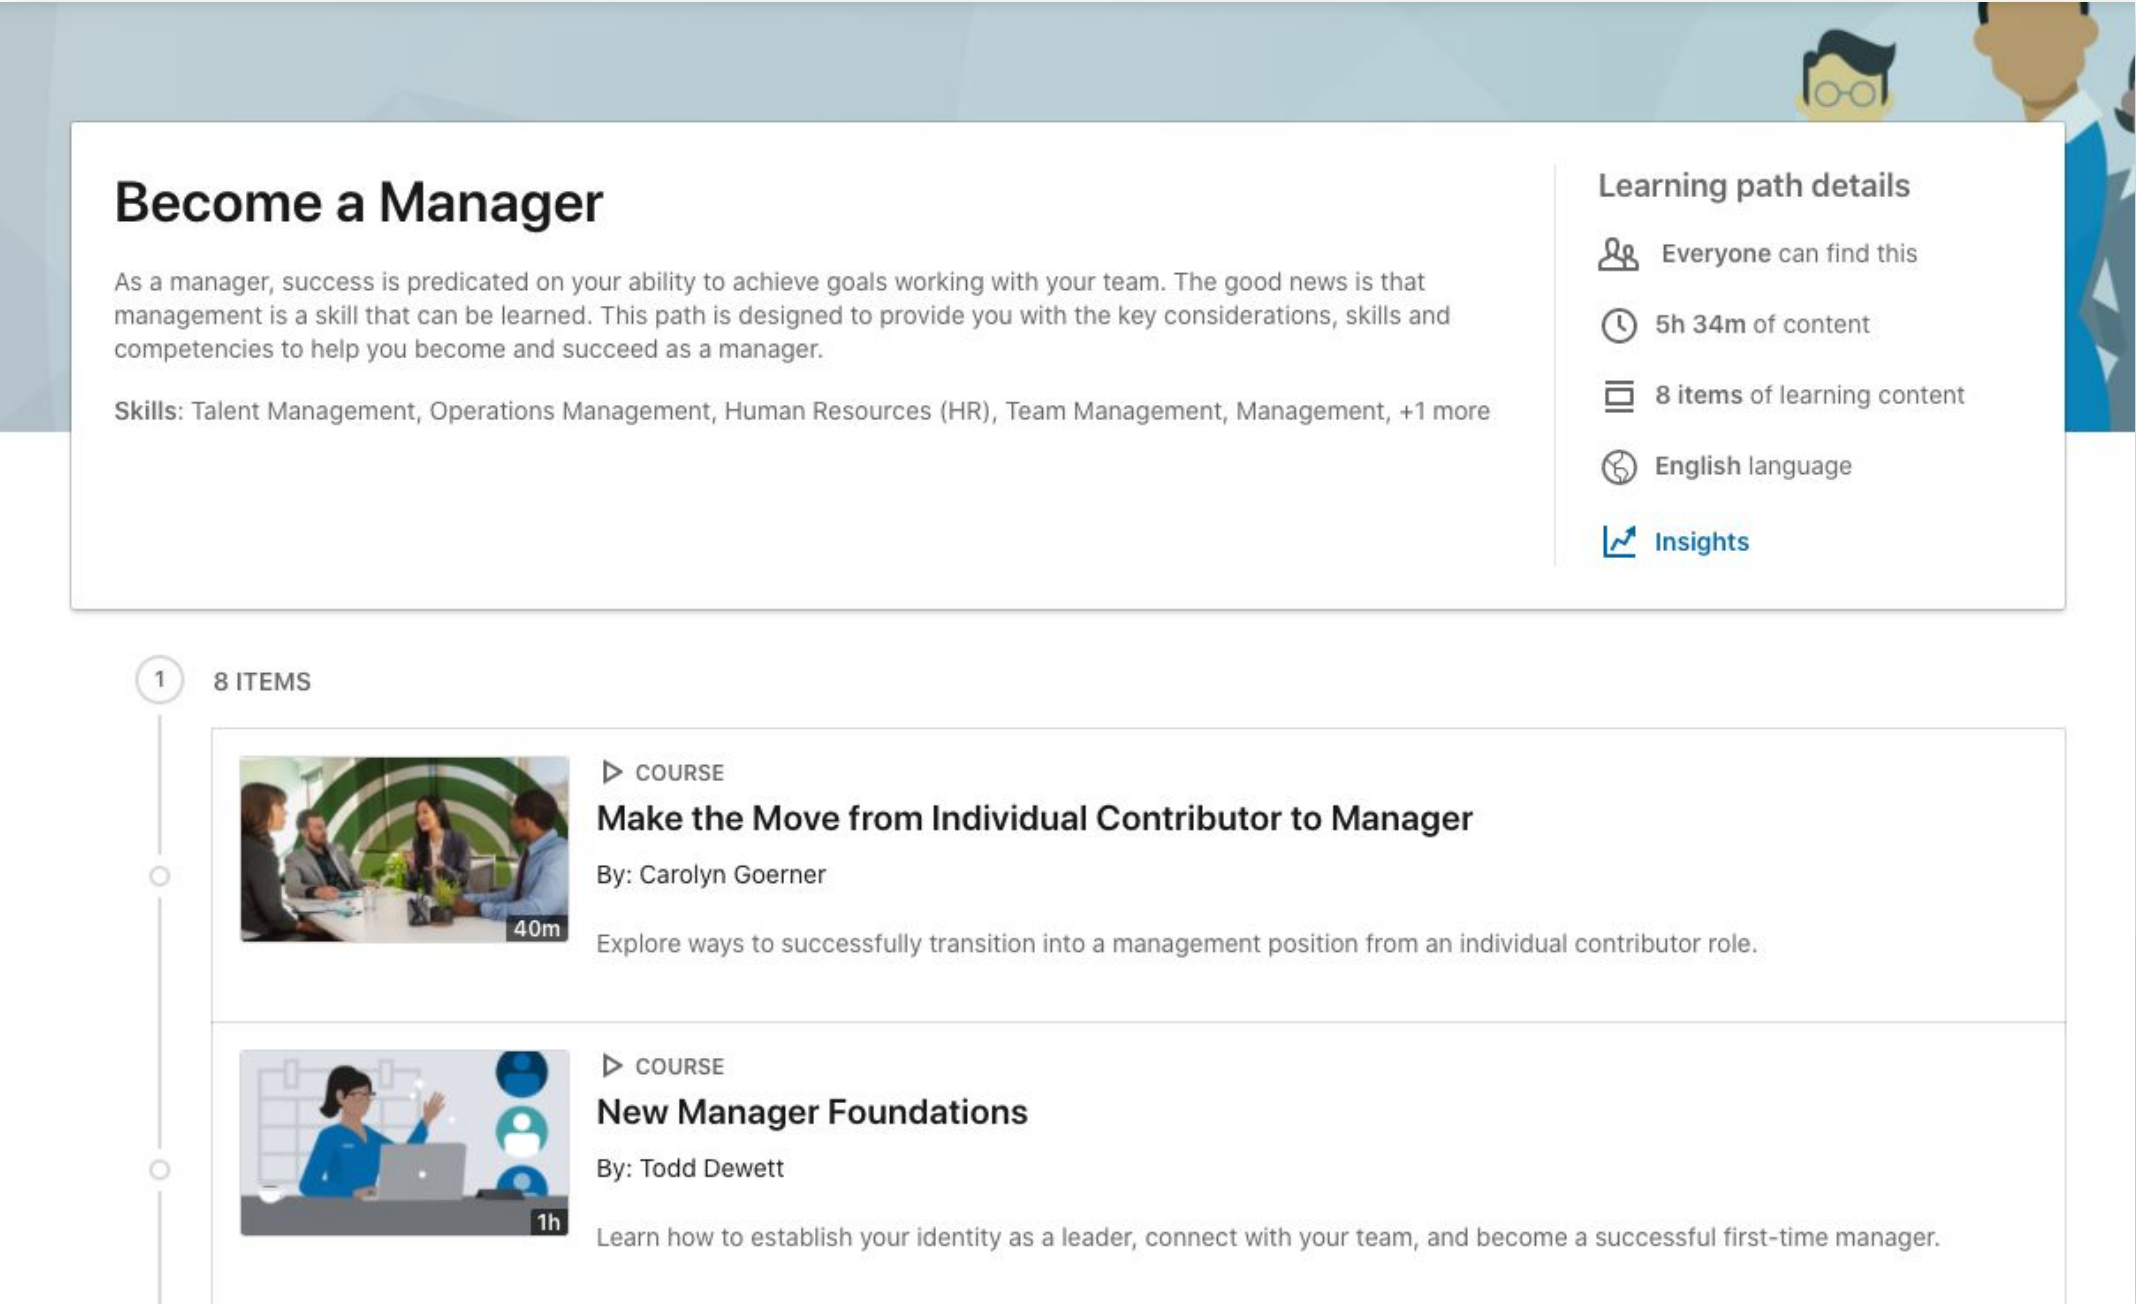 Become a Manager
As a manager, success is predicated on your ability to achieve goals working with your team. The good news is that
management is a skill that can be learned. This path is designed to provide you with the key considerations, skills and
competencies to help you become and succeed as a manager.
Skills: Talent Management, Operations Management, Human Resources (HR), Team Management, Management, +1 more
Learning path details
Everyone can find this
5h 34m of content
8 items of learning content
English language
Insights
1
8 ITEMS
COURSE
Make the Move from Individual Contributor to Manager
By: Carolyn Goerner
40m
Explore ways to successfully transition into a management position from an individual contributor role.
COURSE
New Manager Foundations
By: Todd Dewett
1h
Learn how to establish your identity as a leader, connect with your team, and become a successful first-time manager.